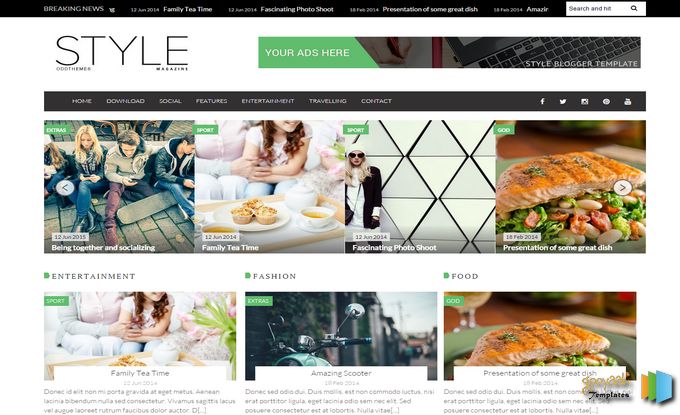 BREAKING NEWS
12 Jun 2014 Family Tea Time 12 Jun 2014 Fascinating Photo Shoot 18 Feb 2014 Presentation of some great dish 18 Feb 2014 Amazin
Search and hit
STYLE
ODDTHEMES MAGAZINE
YOUR ADS HERE
STYLE BLOGGER TEMPLATE
HOME DOWNLOAD SOCIAL FEATURES ENTERTAINMENT TRAVELLING CONTACT
EXTRAS SPORT SPORT GOD
< >
12 Jun 2015 12 Jun 2014 12 Jun 2014 18 Feb 2014
Being together and socializing Family Tea Time Fascinating Photo Shoot Presentation of some great dish
ENTERTAINMENT FASHION FOOD
SPORT EXTRAS GOD
Family Tea Time
12 Jun 2014
Donec id elit non mi porta gravida at eget metus. Aenean
lacinia bibendum nulla sed consectetur. Vivamus sagittis lacus
vel augue laoreet rutrum faucibus dolor auctor. D[...]
Amazing Scooter
18 Feb 2014
Donec sed odio dui. Duis mollis, est non commodo luctus, nisi
erat porttitor ligula, eget lacinia odio sem nec elit. Sed
posuere consectetur est at lobortis. Nulla vitae[...]
Presentation of some great dish
18 Feb 2014
Donec sed odio dui. Duis mollis, est non
erat porttitor ligula, eget lacinia odio sem nec
posuere consectetur est at lobortis. Nulla vitae[...]
Templates